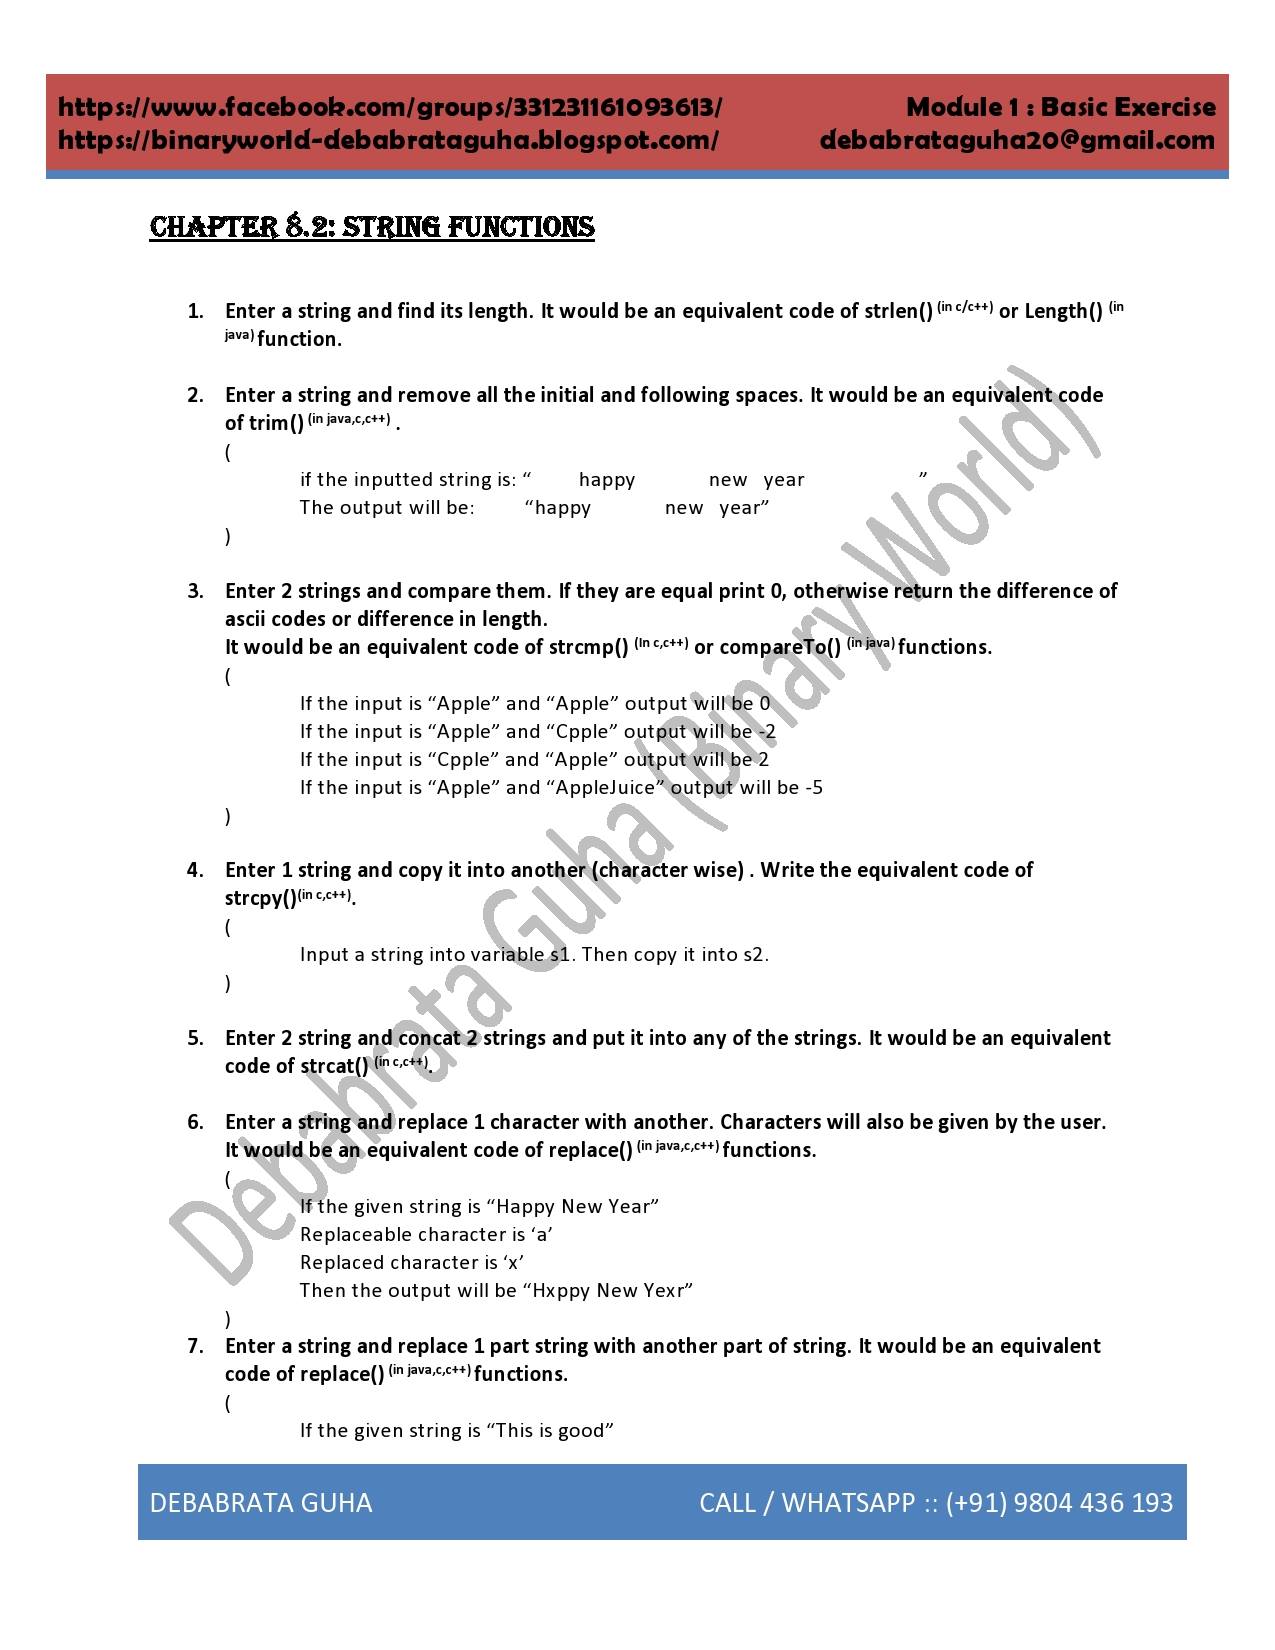 https://www.facebook.com/groups/331231161093613/ Module 1 : Basic Exercise
https://binaryworld-debabrataguha.blogspot.com/ debabrataguha20@gmail.com
CHAPTER 8.2: STRING FUNCTIONS
1. Enter a string and find its length. It would be an equivalent code of strlen() (in c/c++) or Length() (in
java) function.
2. Enter a string and remove all the initial and following spaces. It would be an equivalent code
of trim() (in java,c,c++) .
(
if the inputted string is: “ happy new year ”
The output will be: “happy new year”
)
3. Enter 2 strings and compare them. If they are equal print 0, otherwise return the difference of
ascii codes or difference in length.
It would be an equivalent code of strcmp() (In c,c++) or compareTo() (in java) functions.
(
If the input is “Apple” and “Apple” output will be 0
If the input is “Apple” and “Cpple” output will be -2
If the input is “Cpple” and “Apple” output will be 2
If the input is “Apple” and “AppleJuice” output will be -5
)
4. Enter 1 string and copy it into another (character wise) . Write the equivalent code of
strcpy()(in c,c++).
(
Input a string into variable s1. Then copy it into s2.
)
5. Enter 2 string and concat 2 strings and put it into any of the strings. It would be an equivalent
code of strcat() (in c,c++).
6. Enter a string and replace 1 character with another. Characters will also be given by the user.
It would be an equivalent code of replace() (in java,c,c++) functions.
(
If the given string is “Happy New Year”
Replaceable character is ‘a’
Replaced character is ‘x’
Then the output will be “Hxppy New Yexr”
)
7. Enter a string and replace 1 part string with another part of string. It would be an equivalent
code of replace() (in java,c,c++) functions.
(
If the given string is “This is good”
Debabrata Guha (Binary World)
DEBABRATA GUHA CALL / WHATSAPP :: (+91) 9804 436 193